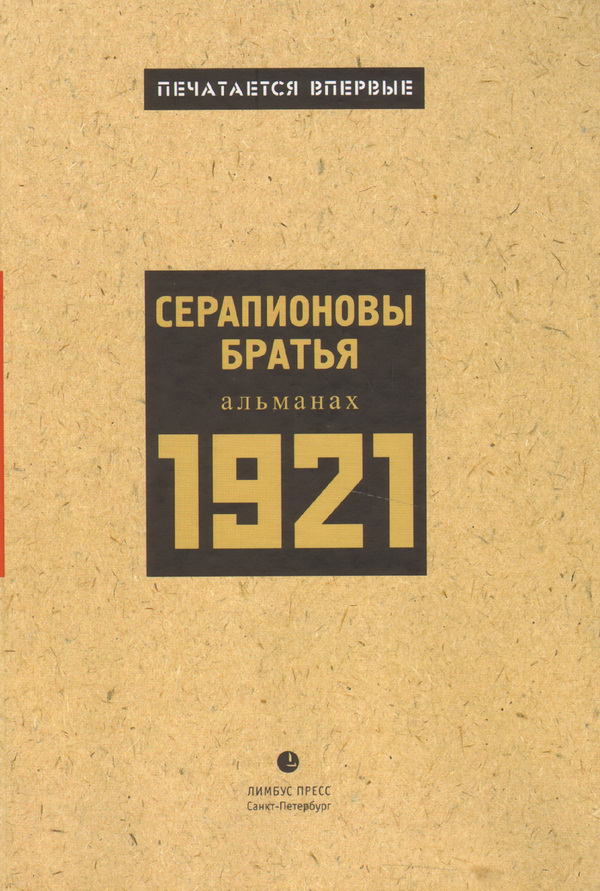 ПЕЧАТАЕТСЯ ВПЕРВЫЕ
СЕРАПИОНОВЫ
БРАТЬЯ
альманах
1921
ЛИМБУС ПРЕСС
Санкт-Петербург